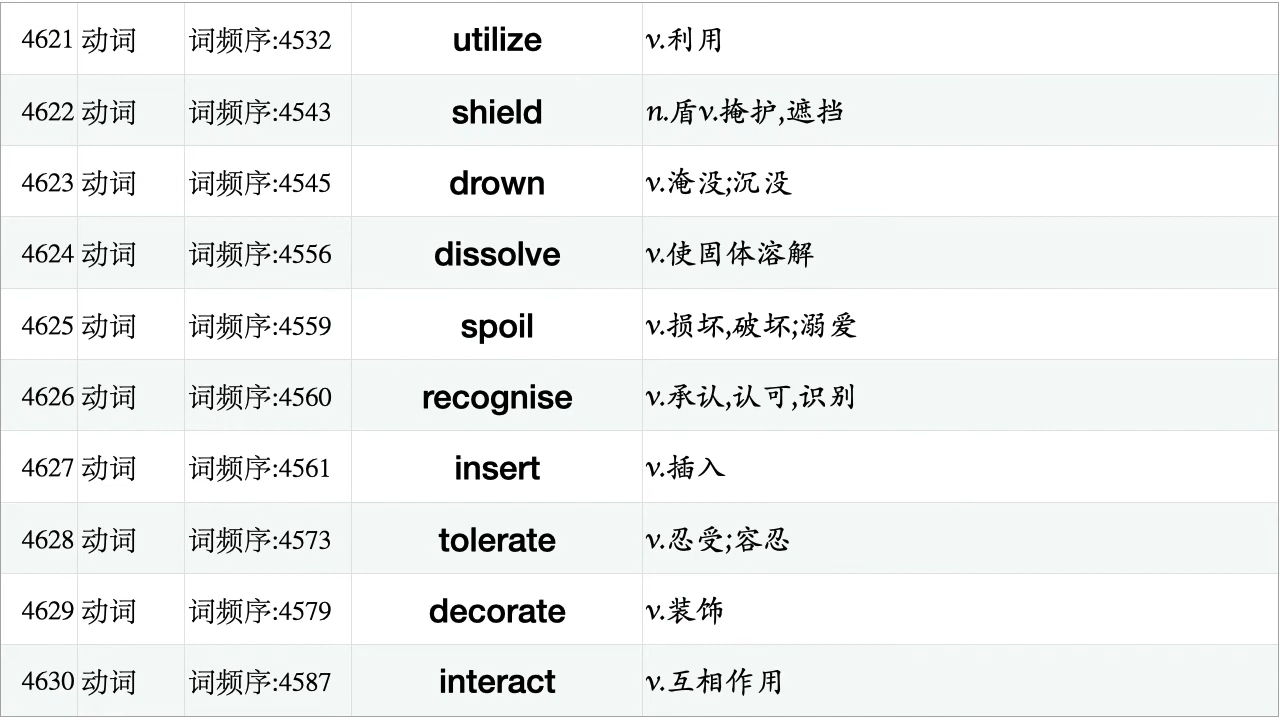 4621 动词 词频序:4532 utilize v.利用
4622 动词 词频序:4543 shield n.盾v.掩护,遮挡
4623 动词 词频序:4545 drown v.淹没;沉没
4624 动词 词频序:4556 dissolve v.使固体溶解
4625 动词 词频序:4559 spoil v.损坏,破坏;溺爱
4626 动词 词频序:4560 recognise v.承认,认可,识别
4627 动词 词频序:4561 insert v.插入
4628 动词 词频序:4573 tolerate v.忍受;容忍
4629 动词 词频序:4579 decorate v.装饰
4630 动词 词频序:4587 interact v.互相作用